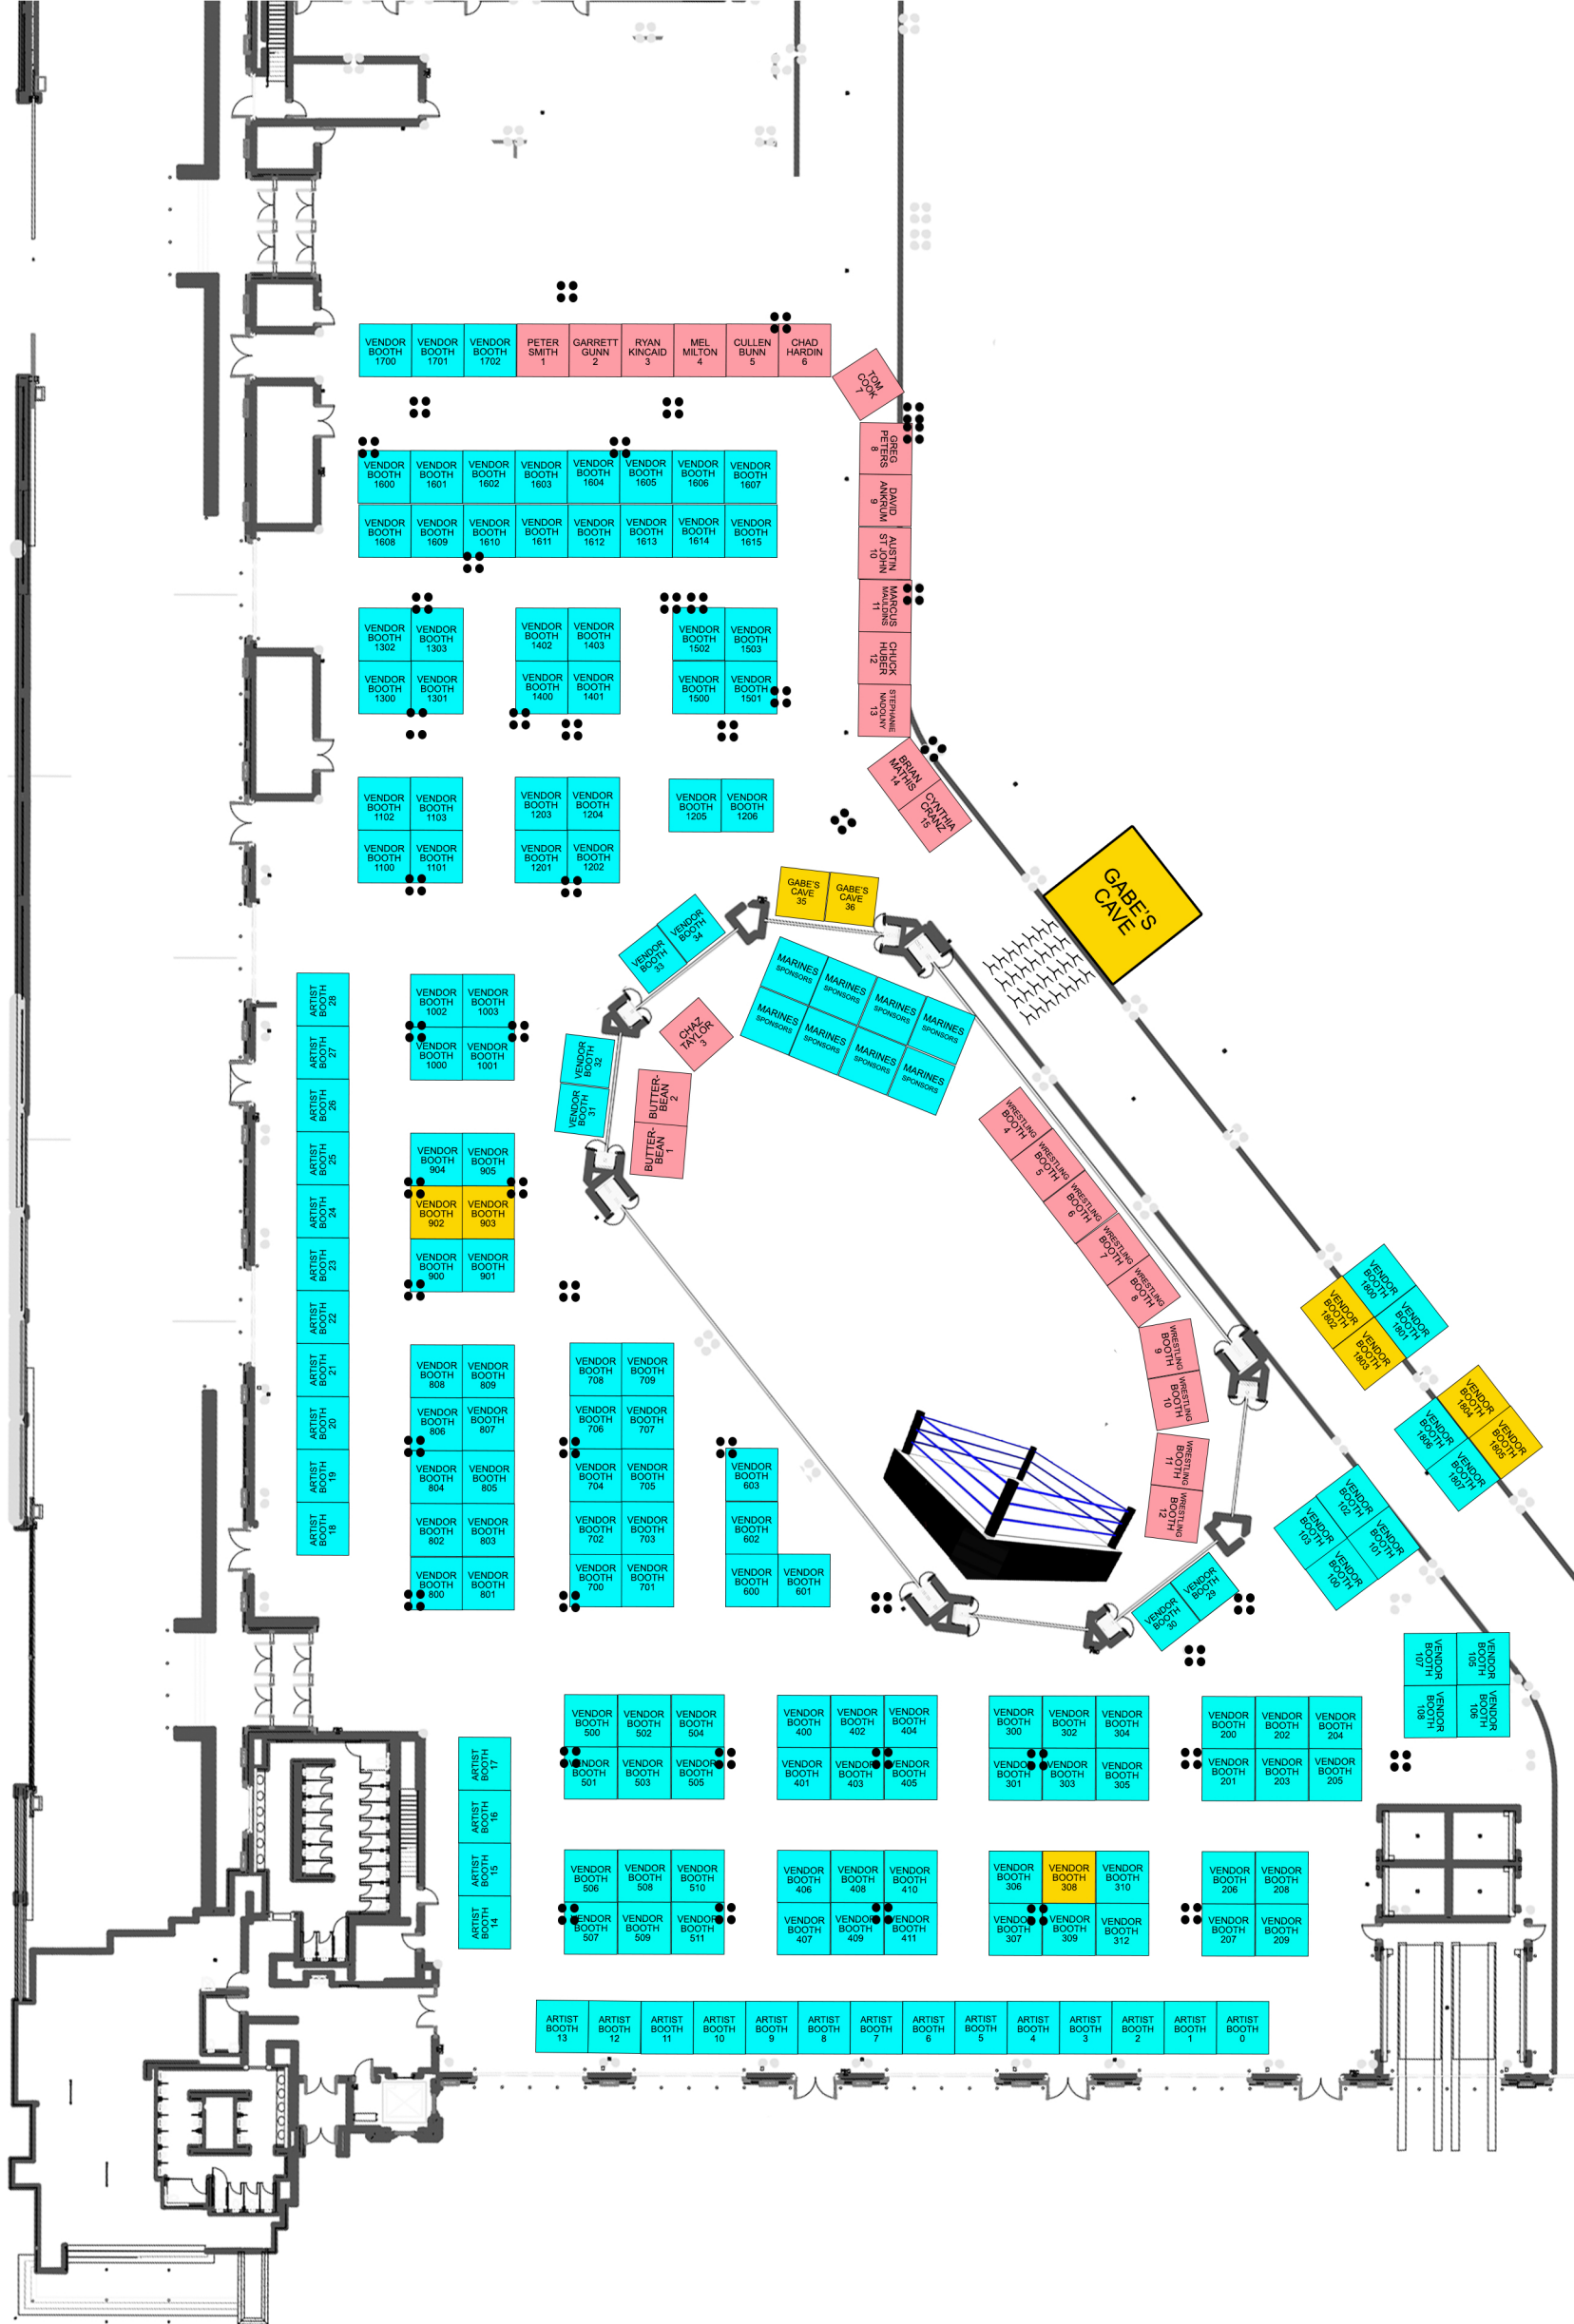 VENDOR
BOOTH
1700
VENDOR
BOOTH
1701
VENDOR
BOOTH
1702
PETER
SMITH
1
GARRETT
GUNN
2
RYAN
KINCAID
3
MEL
MILTON
4
CULLEN
BUNN
5
CHAD
HARDIN
6
TOM
COOK
7
GREG
PETERS
8
DAVID
ANKRUM
9
AUSTIN
ST JOHN
10
MARCUS
MAULDINS
11
CHUCK
HUBER
12
STEPHANIE
NADOLNY
13
BRIAN
MATHIS
14
CYNTHIA
CRANZ
15
VENDOR
BOOTH
1600
VENDOR
BOOTH
1601
VENDOR
BOOTH
1602
VENDOR
BOOTH
1603
VENDOR
BOOTH
1604
VENDOR
BOOTH
1605
VENDOR
BOOTH
1606
VENDOR
BOOTH
1607
VENDOR
BOOTH
1608
VENDOR
BOOTH
1609
VENDOR
BOOTH
1610
VENDOR
BOOTH
1611
VENDOR
BOOTH
1612
VENDOR
BOOTH
1613
VENDOR
BOOTH
1614
VENDOR
BOOTH
1615
VENDOR
BOOTH
1302
VENDOR
BOOTH
1303
VENDOR
BOOTH
1402
VENDOR
BOOTH
1403
VENDOR
BOOTH
1502
VENDOR
BOOTH
1503
VENDOR
BOOTH
1300
VENDOR
BOOTH
1301
VENDOR
BOOTH
1400
VENDOR
BOOTH
1401
VENDOR
BOOTH
1500
VENDOR
BOOTH
1501
VENDOR
BOOTH
1102
VENDOR
BOOTH
1103
VENDOR
BOOTH
1203
VENDOR
BOOTH
1204
VENDOR
BOOTH
1205
VENDOR
BOOTH
1206
VENDOR
BOOTH
1100
VENDOR
BOOTH
1101
VENDOR
BOOTH
1201
VENDOR
BOOTH
1202
GABE'S
CAVE
35
GABE'S
CAVE
36
GABE'S
CAVE
VENDOR
BOOTH
33
VENDOR
BOOTH
34
VENDOR
BOOTH
32
VENDOR
BOOTH
31
CHAZ
TAYLOR
3
BUTTER-
BEAN
2
BUTTER-
BEAN
1
MARINES
SPONSORS
MARINES
SPONSORS
MARINES
SPONSORS
MARINES
SPONSORS
MARINES
SPONSORS
MARINES
SPONSORS
MARINES
SPONSORS
MARINES
SPONSORS
WRESTLING
BOOTH
4
WRESTLING
BOOTH
5
WRESTLING
BOOTH
6
WRESTLING
BOOTH
7
WRESTLING
BOOTH
8
WRESTLING
BOOTH
9
WRESTLING
BOOTH
10
WRESTLING
BOOTH
11
WRESTLING
BOOTH
12
ARTIST
BOOTH
28
ARTIST
BOOTH
27
ARTIST
BOOTH
26
ARTIST
BOOTH
25
ARTIST
BOOTH
24
ARTIST
BOOTH
23
ARTIST
BOOTH
22
ARTIST
BOOTH
21
ARTIST
BOOTH
20
ARTIST
BOOTH
19
ARTIST
BOOTH
18
VENDOR
BOOTH
1002
VENDOR
BOOTH
1003
VENDOR
BOOTH
1000
VENDOR
BOOTH
1001
VENDOR
BOOTH
904
VENDOR
BOOTH
905
VENDOR
BOOTH
902
VENDOR
BOOTH
903
VENDOR
BOOTH
900
VENDOR
BOOTH
901
VENDOR
BOOTH
808
VENDOR
BOOTH
809
VENDOR
BOOTH
806
VENDOR
BOOTH
807
VENDOR
BOOTH
804
VENDOR
BOOTH
805
VENDOR
BOOTH
802
VENDOR
BOOTH
803
VENDOR
BOOTH
800
VENDOR
BOOTH
801
VENDOR
BOOTH
708
VENDOR
BOOTH
709
VENDOR
BOOTH
706
VENDOR
BOOTH
707
VENDOR
BOOTH
704
VENDOR
BOOTH
705
VENDOR
BOOTH
702
VENDOR
BOOTH
703
VENDOR
BOOTH
700
VENDOR
BOOTH
701
VENDOR
BOOTH
603
VENDOR
BOOTH
602
VENDOR
BOOTH
600
VENDOR
BOOTH
601
VENDOR
BOOTH
1800
VENDOR
BOOTH
1801
VENDOR
BOOTH
1802
VENDOR
BOOTH
1803
VENDOR
BOOTH
1804
VENDOR
BOOTH
1805
VENDOR
BOOTH
1806
VENDOR
BOOTH
1807
VENDOR
BOOTH
102
VENDOR
BOOTH
101
VENDOR
BOOTH
103
VENDOR
BOOTH
100
VENDOR
BOOTH
29
VENDOR
BOOTH
30
VENDOR
BOOTH
107
VENDOR
BOOTH
105
VENDOR
BOOTH
108
VENDOR
BOOTH
106
VENDOR
BOOTH
500
VENDOR
BOOTH
502
VENDOR
BOOTH
504
VENDOR
BOOTH
501
VENDOR
BOOTH
503
VENDOR
BOOTH
505
VENDOR
BOOTH
400
VENDOR
BOOTH
402
VENDOR
BOOTH
404
VENDOR
BOOTH
401
VENDOR
BOOTH
403
VENDOR
BOOTH
405
VENDOR
BOOTH
300
VENDOR
BOOTH
302
VENDOR
BOOTH
304
VENDOR
BOOTH
301
VENDOR
BOOTH
303
VENDOR
BOOTH
305
VENDOR
BOOTH
200
VENDOR
BOOTH
202
VENDOR
BOOTH
204
VENDOR
BOOTH
201
VENDOR
BOOTH
203
VENDOR
BOOTH
205
ARTIST
BOOTH
17
ARTIST
BOOTH
16
ARTIST
BOOTH
15
ARTIST
BOOTH
14
VENDOR
BOOTH
506
VENDOR
BOOTH
508
VENDOR
BOOTH
510
VENDOR
BOOTH
507
VENDOR
BOOTH
509
VENDOR
BOOTH
511
VENDOR
BOOTH
406
VENDOR
BOOTH
408
VENDOR
BOOTH
410
VENDOR
BOOTH
407
VENDOR
BOOTH
409
VENDOR
BOOTH
411
VENDOR
BOOTH
306
VENDOR
BOOTH
308
VENDOR
BOOTH
310
VENDOR
BOOTH
307
VENDOR
BOOTH
309
VENDOR
BOOTH
312
VENDOR
BOOTH
206
VENDOR
BOOTH
208
VENDOR
BOOTH
207
VENDOR
BOOTH
209
ARTIST
BOOTH
13
ARTIST
BOOTH
12
ARTIST
BOOTH
11
ARTIST
BOOTH
10
ARTIST
BOOTH
9
ARTIST
BOOTH
8
ARTIST
BOOTH
7
ARTIST
BOOTH
6
ARTIST
BOOTH
5
ARTIST
BOOTH
4
ARTIST
BOOTH
3
ARTIST
BOOTH
2
ARTIST
BOOTH
1
ARTIST
BOOTH
0